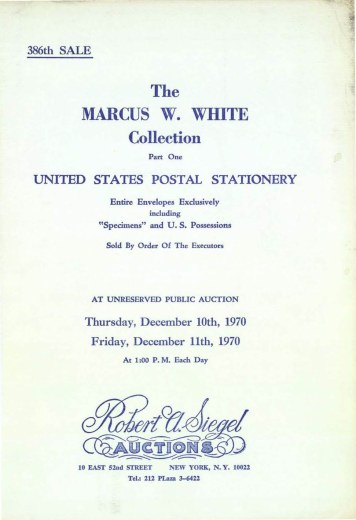 386th SALE
The
MARCUS W. WHITE
Collection
Part One
UNITED STATES POSTAL STATIONERY
Entire Envelopes Exclusively
including
"Specimens" and U. S. Possessions
Sold By Order Of The Executors
AT UNRESERVED PUBLIC AUCTION
Thursday, December 10th, 1970
Friday, December 11th, 1970
At 1:00 P. M. Each Day
Robert A. Siegel
AUCTIONS
10 EAST 52nd STREET NEW YORK, N. Y. 10022
Tel.: 212 PLaza 3-6422